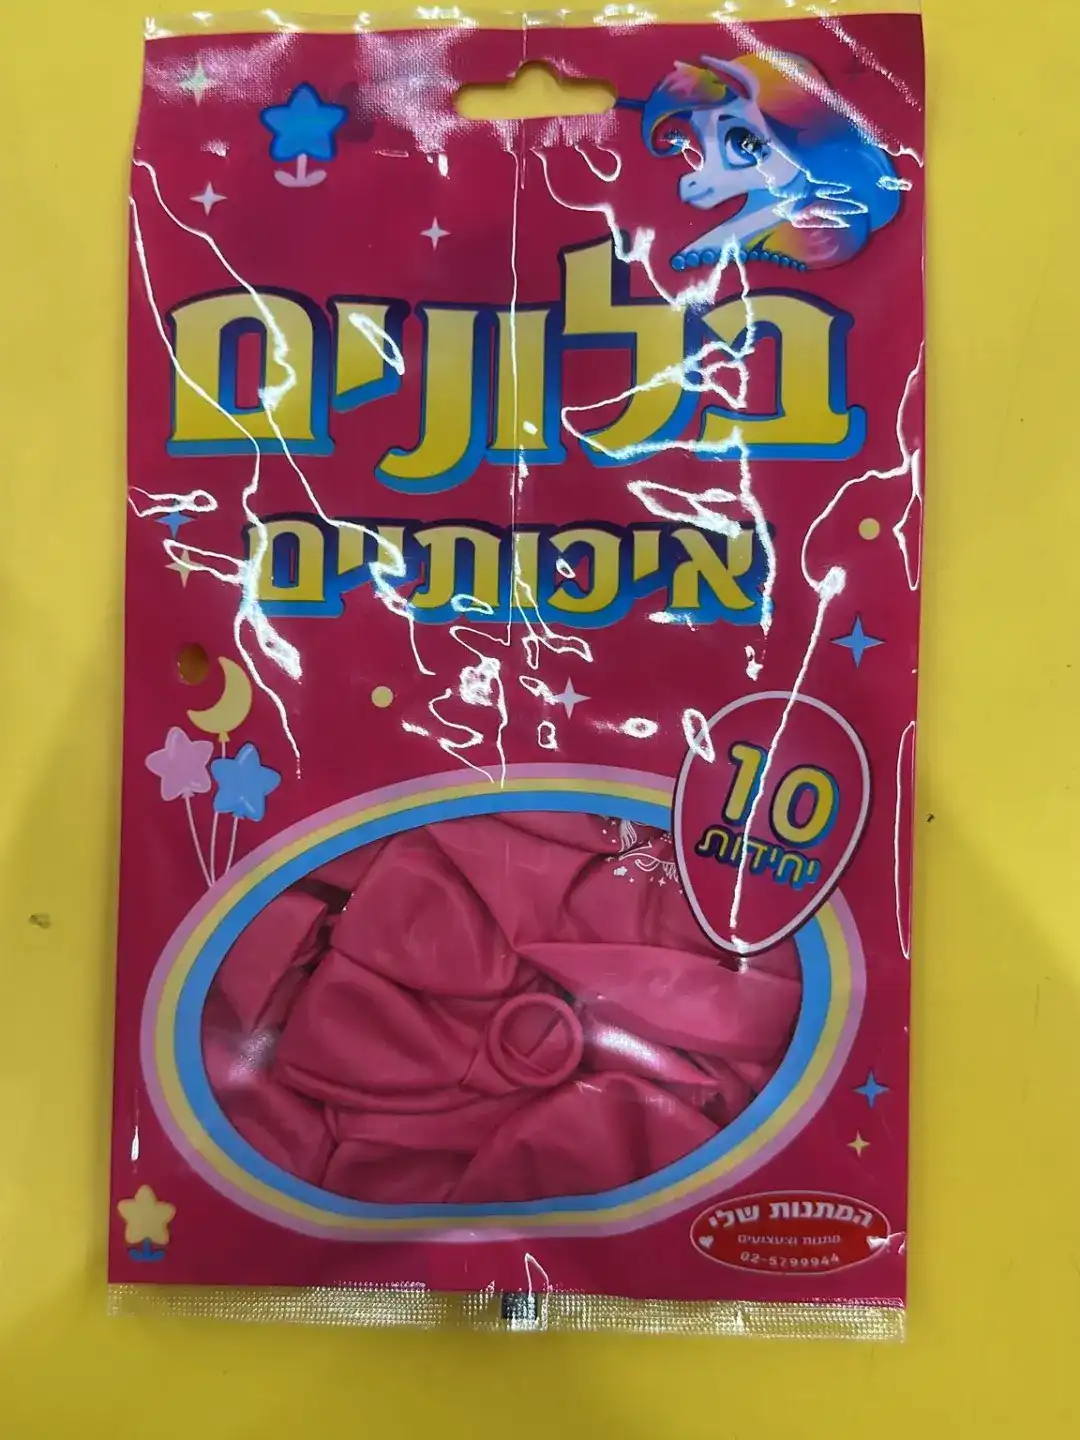 בלונים
איכותיים
10
יחידות
המתנות שלי
מתנות וצעצועים
02-5799944